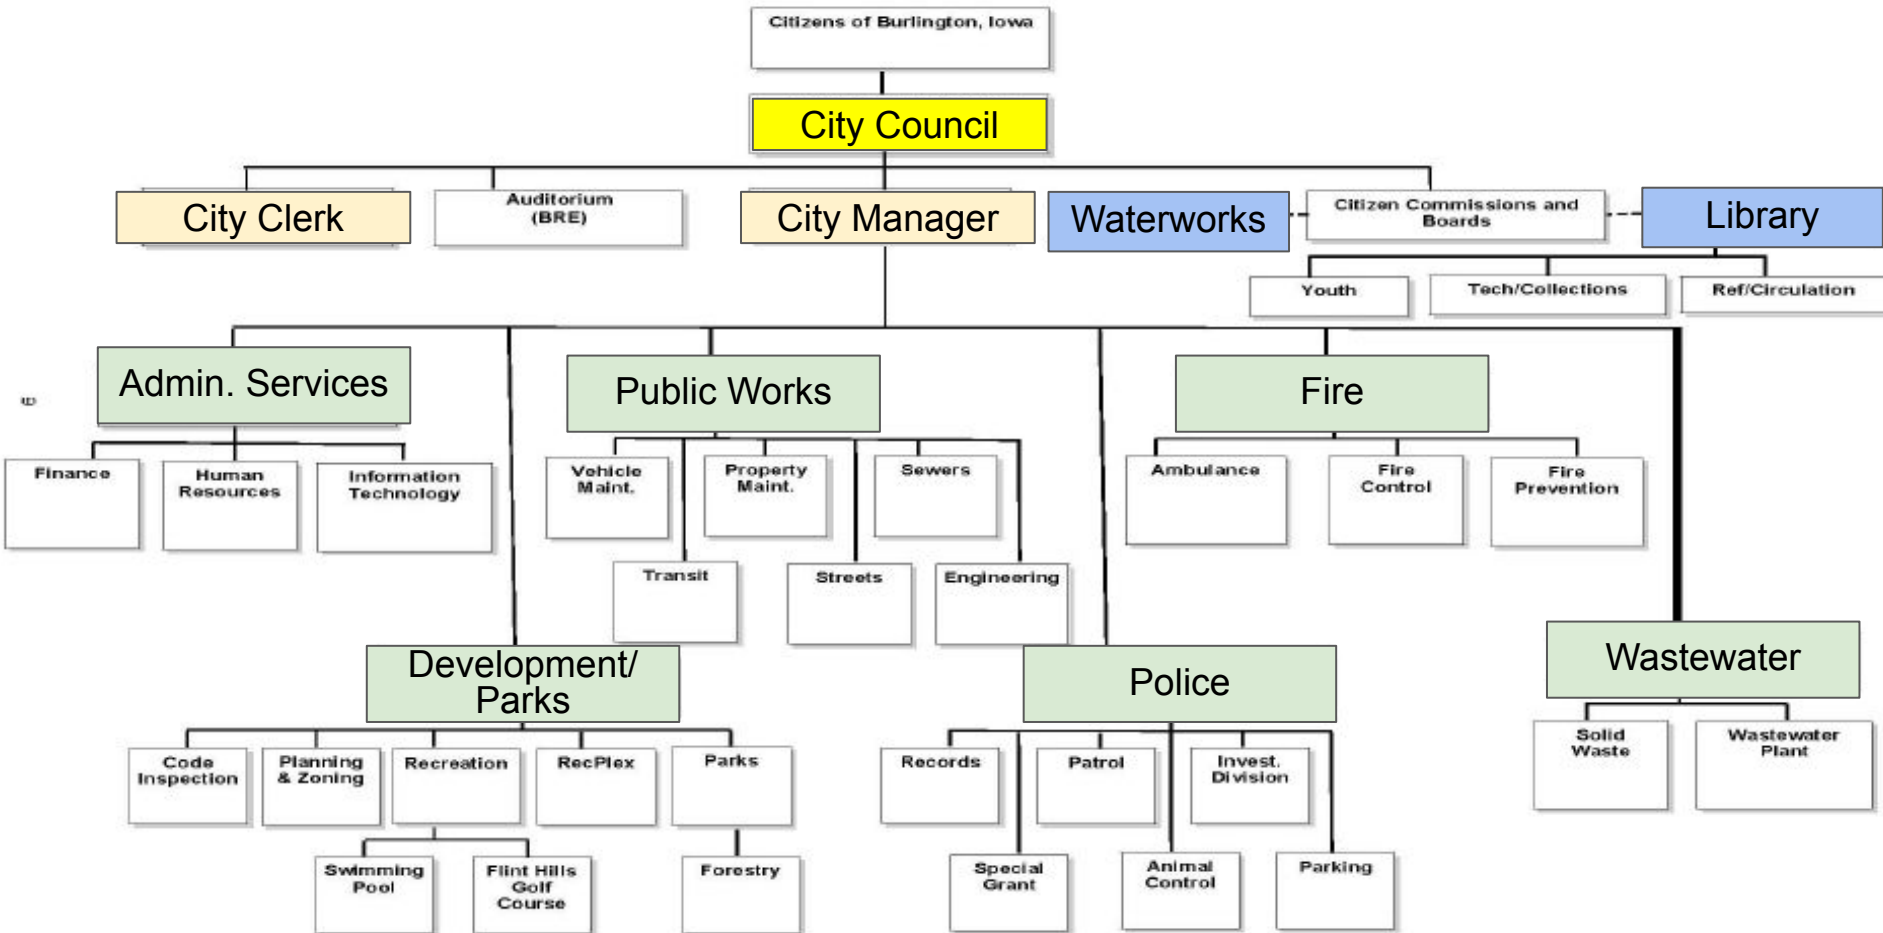 Citizens of Burlington, Iowa
City Council
City Clerk
Auditorium
(BRE)
City Manager
Waterworks
Citizen Commissions and
Boards
Library
Youth
Tech/Collections
Ref/Circulation
Admin. Services
Public Works
Fire
Finance
Human
Resources
Information
Technology
Vehicle
Maint.
Property
Maint.
Sewers
Ambulance
Fire
Control
Fire
Prevention
Transit
Streets
Engineering
Development/
Parks
Police
Wastewater
Code
Inspection
Planning
& Zoning
Recreation
RecPlex
Parks
Records
Patrol
Invest.
Division
Solid
Waste
Wastewater
Plant
Swimming
Pool
Flint Hills
Golf
Course
Forestry
Special
Grant
Animal
Control
Parking